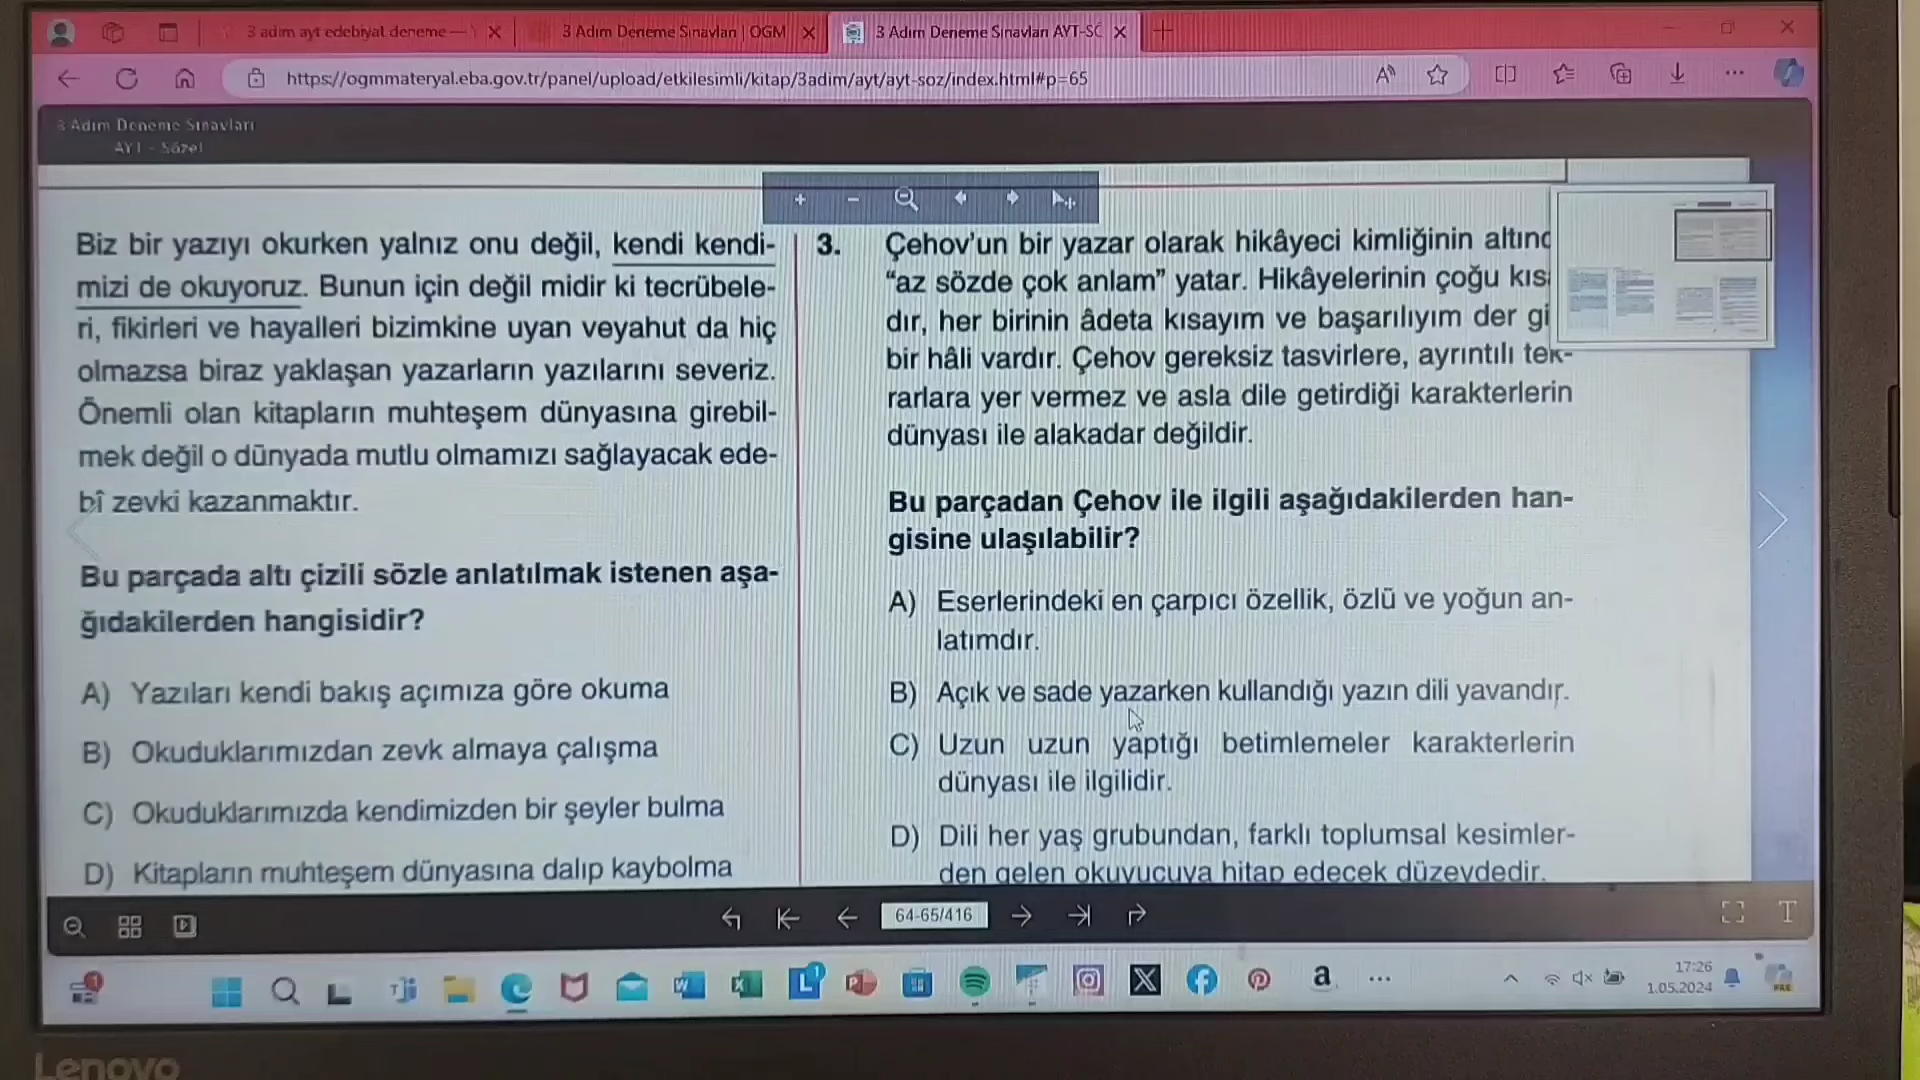 3 adim ayt edebiyat deneme —
3 Adım Deneme Sınavları | OGM
3 Adım Deneme Sınavları AYT-SÖ
https://ogmmateryal.eba.gov.tr/panel/upload/etkilesimli/kitap/3adim/ayt/ayt-soz/index.html#p=65
3 Adım Deneme Sınavları
AYT - Sözel
Biz bir yazıyı okurken yalnız onu değil, kendi kendi-
mizi de okuyoruz. Bunun için değil midir ki tecrübele-
ri, fikirleri ve hayalleri bizimkine uyan veyahut da hiç
olmazsa biraz yaklaşan yazarların yazılarını severiz.
Önemli olan kitapların muhteşem dünyasına girebil-
mek değil o dünyada mutlu olmamızı sağlayacak ede-
bî zevki kazanmaktır.
Bu parçada altı çizili sözle anlatılmak istenen aşa-
ğıdakilerden hangisidir?
A) Yazıları kendi bakış açımıza göre okuma
B) Okuduklarımızdan zevk almaya çalışma
C) Okuduklarımızda kendimizden bir şeyler bulma
D) Kitapların muhteşem dünyasına dalıp kaybolma
3. Çehov'un bir yazar olarak hikâyeci kimliğinin altınd
“az sözde çok anlam” yatar. Hikâyelerinin çoğu kısa
dır, her birinin âdeta kısayım ve başarılıyım der gi
bir hâli vardır. Çehov gereksiz tasvirlere, ayrıntılı tek-
rarlara yer vermez ve asla dile getirdiği karakterlerin
dünyası ile alakadar değildir.
Bu parçadan Çehov ile ilgili aşağıdakilerden han-
gisine ulaşılabilir?
A) Eserlerindeki en çarpıcı özellik, özlü ve yoğun an-
latımdır.
B) Açık ve sade yazarken kullandığı yazın dili yavandır.
C) Uzun uzun yaptığı betimlemeler karakterlerin
dünyası ile ilgilidir.
D) Dili her yaş grubundan, farklı toplumsal kesimler-
den gelen okuyucuya hitap edecek düzeydedir.
64-65/416
17:26
1.05.2024
Lenovo